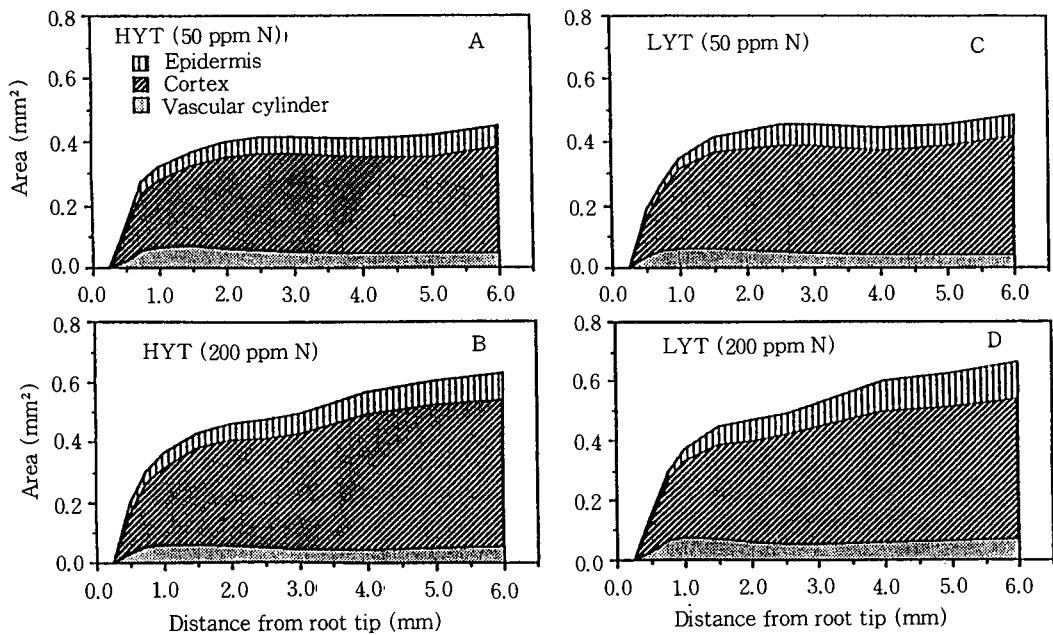 HYT (50 ppm N)
A
Epidermis
Cortex
Vascular cylinder
Area (mm²)
0.8
0.6
0.4
0.2
0.0
0.0 1.0 2.0 3.0 4.0 5.0 6.0
LYT (50 ppm N)
C
0.8
0.6
0.4
0.2
0.0
0.0 1.0 2.0 3.0 4.0 5.0 6.0
HYT (200 ppm N)
B
Area (mm²)
0.8
0.6
0.4
0.2
0.0
0.0 1.0 2.0 3.0 4.0 5.0 6.0
Distance from root tip (mm)
LYT (200 ppm N)
D
0.8
0.6
0.4
0.2
0.0
0.0 1.0 2.0 3.0 4.0 5.0 6.0
Distance from root tip (mm)